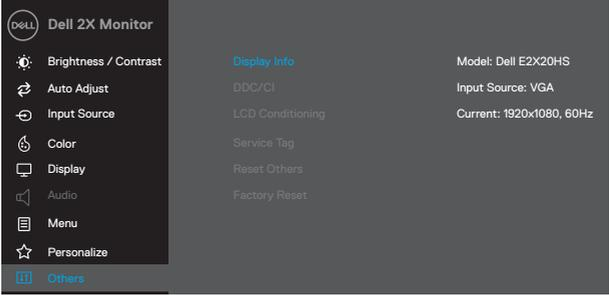 DELL Dell 2X Monitor
Brightness / Contrast
Auto Adjust
Input Source
Color
Display
Audio
Menu
Personalize
Others
Display Info
DDC/CI
LCD Conditioning
Service Tag
Reset Others
Factory Reset
Model: Dell E2X20HS
Input Source: VGA
Current: 1920x1080, 60Hz